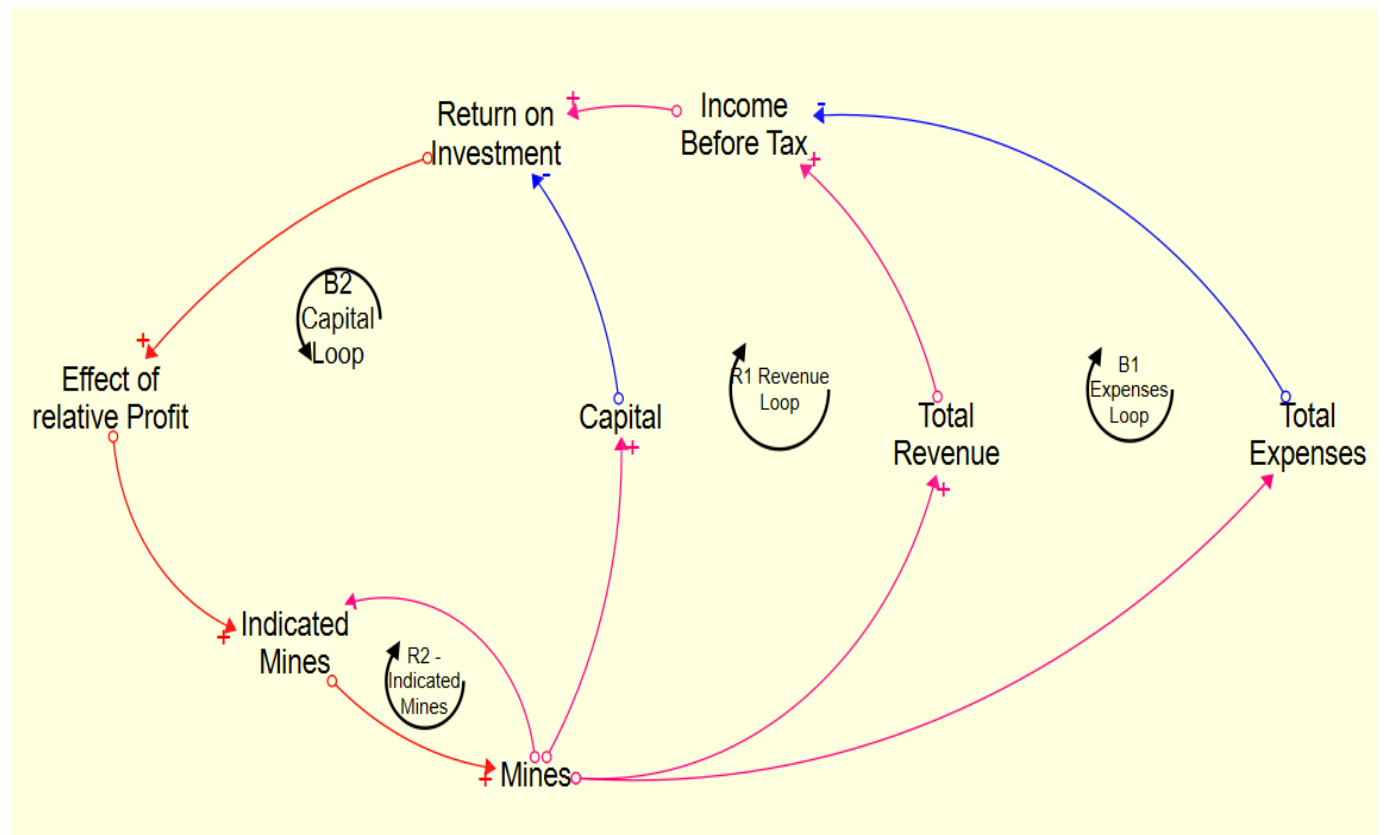 Return on
Investment
+
Income
Before Tax
-
+
-
B2
Capital
Loop
+
Effect of
relative Profit
Capital
+
R1 Revenue
Loop
Total
Revenue
+
B1
Expenses
Loop
Total
Expenses
Indicated
Mines
+
R2 -
Indicated
Mines
+
Mines